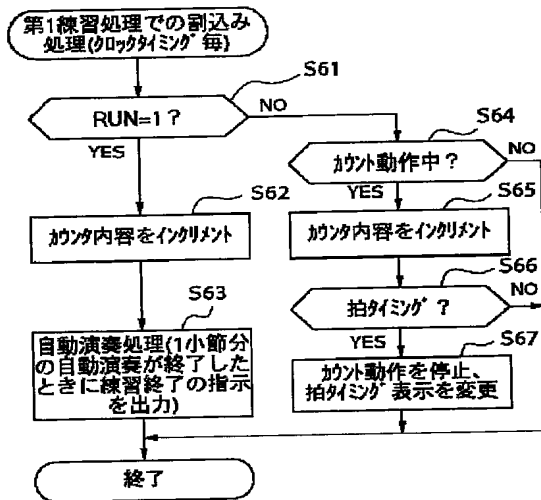 第1練習処理での割込み
処理(クロックタイミング毎)
S61
RUN=1?
NO
YES
S64
カウント動作中?
NO
YES
S62
カウンタ内容をインクリメント
S65
カウンタ内容をインクリメント
S66
拍タイミング?
NO
YES
S63
自動演奏処理(1小節分
の自動演奏が終了した
ときに練習終了の指示
を出力)
S67
カウント動作を停止、
拍タイミング表示を変更
終了